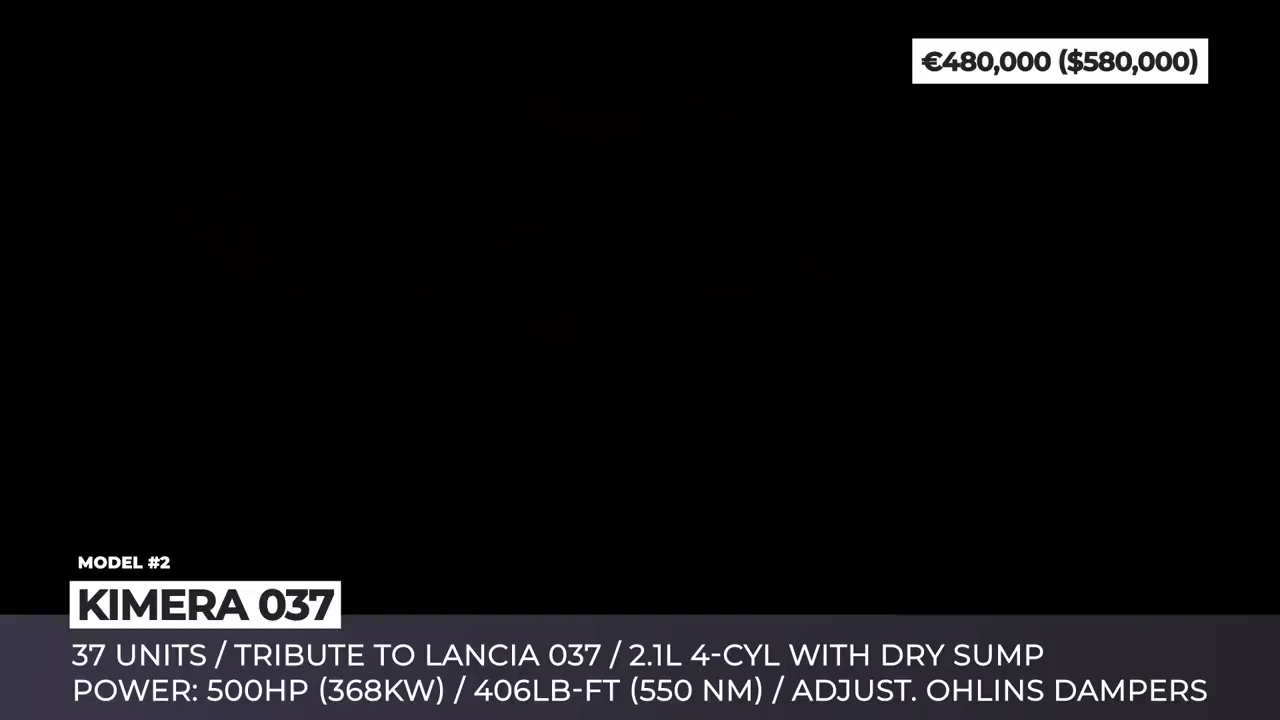 €480,000 ($580,000)
MODEL #2
KIMERA 037
37 UNITS / TRIBUTE TO LANCIA 037 / 2.1L 4-CYL WITH DRY SUMP
POWER: 500HP (368KW) / 406LB-FT (550 NM) / ADJUST. OHLINS DAMPERS